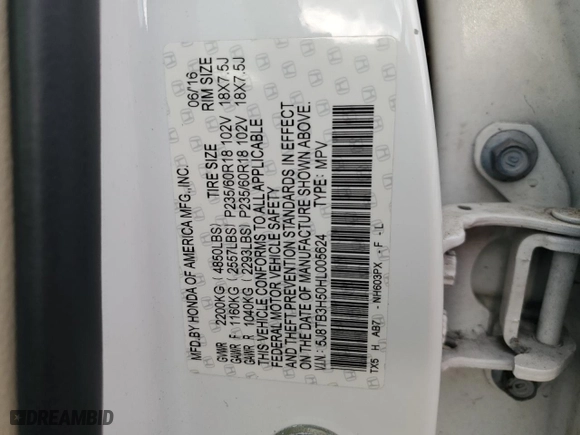 MFD.BY HONDA OF AMERICA MFG.,INC. 06/'16
TIRE SIZE RIM SIZE
GVWR 2200KG ( 4850LBS)
GAWR F 1160KG ( 2557LBS) P235/60R18 102V 18X7.5J
GAWR R 1040KG ( 2293LBS) P235/60R18 102V 18X7.5J
THIS VEHICLE CONFORMS TO ALL APPLICABLE
FEDERAL MOTOR VEHICLE SAFETY
AND THEFT PREVENTION STANDARDS IN EFFECT
ON THE DATE OF MANUFACTURE SHOWN ABOVE.
V.I.N.: 5J8TB3H50HL005624 TYPE: MPV
TX5 H AB7 - NH603PX - F - L
DREAMBID